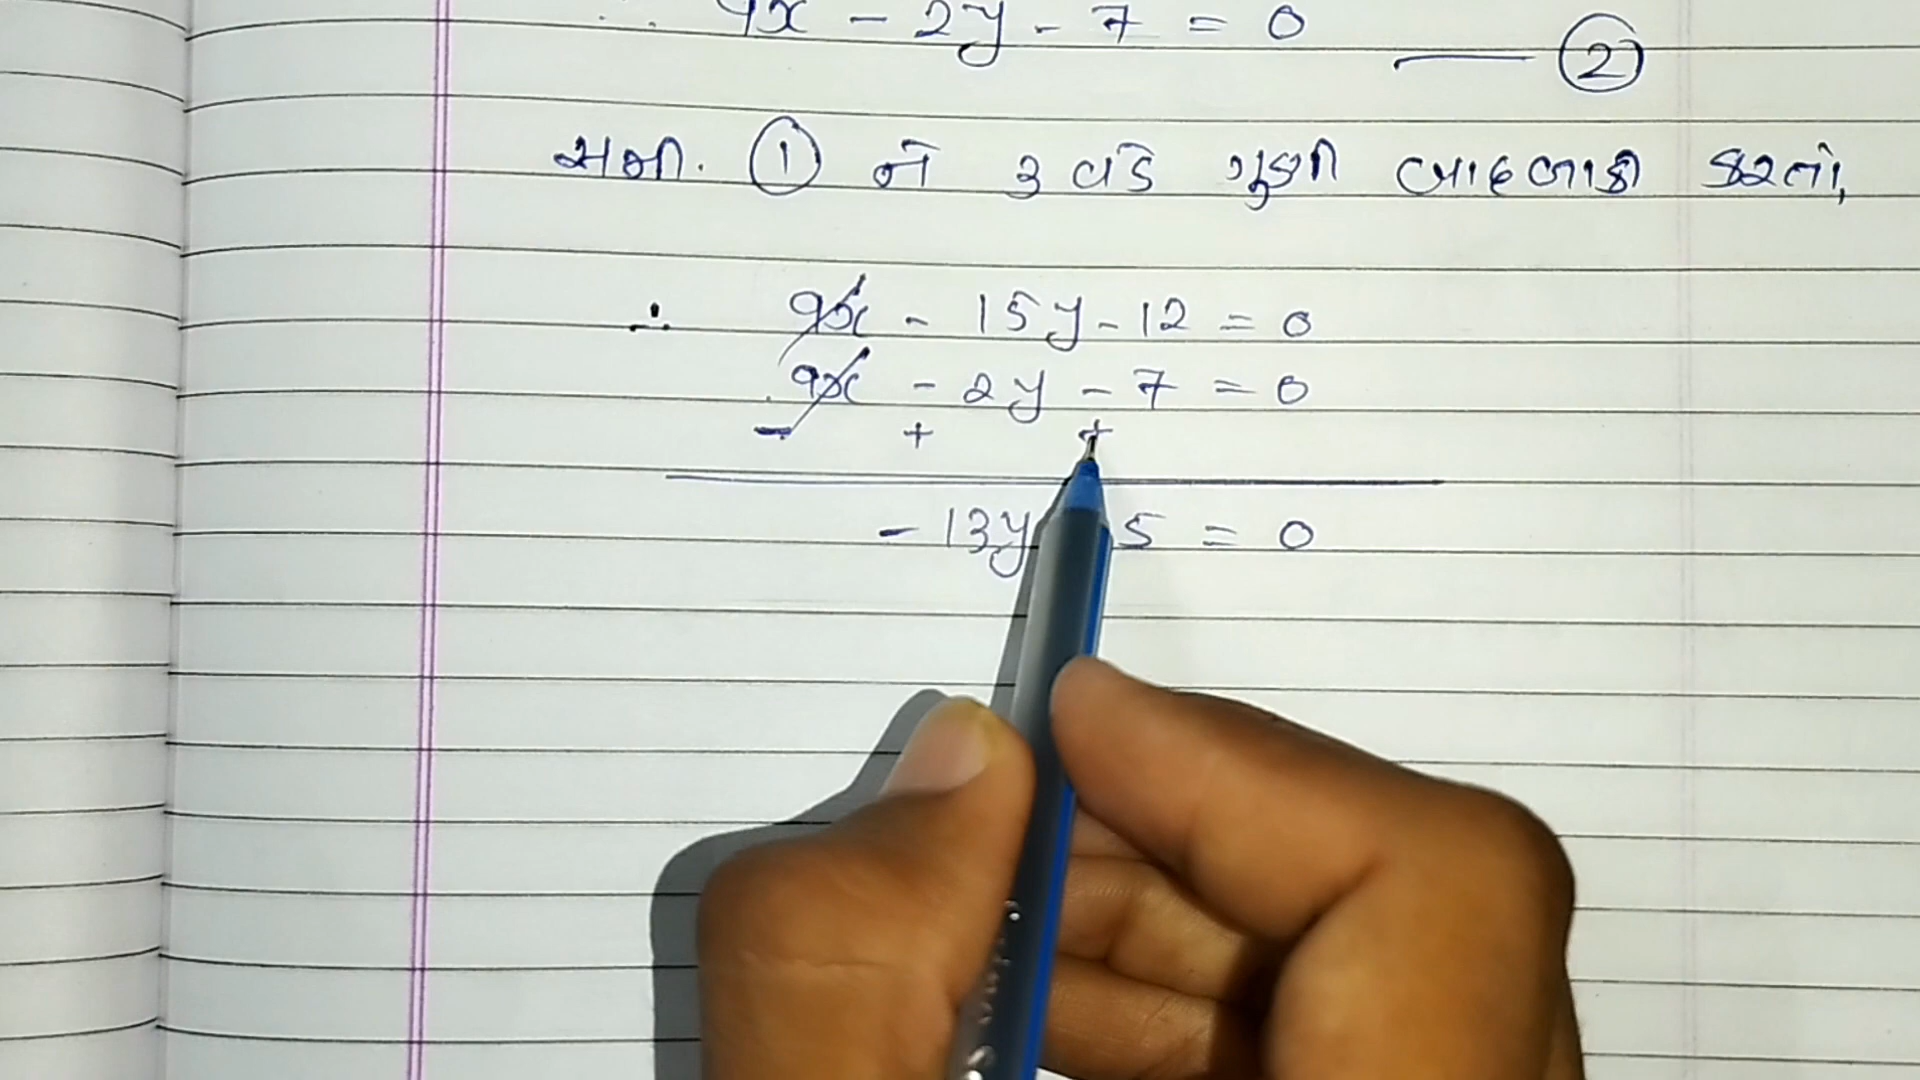 ∴ 9x - 2y - 7 = 0 —— ②
સમી. ① ને 3 વડે ગુણી બાદબાકી કરતાં,
∴ 9x - 15y - 12 = 0
9x - 2y - 7 = 0
- + +
- 13y 5 = 0